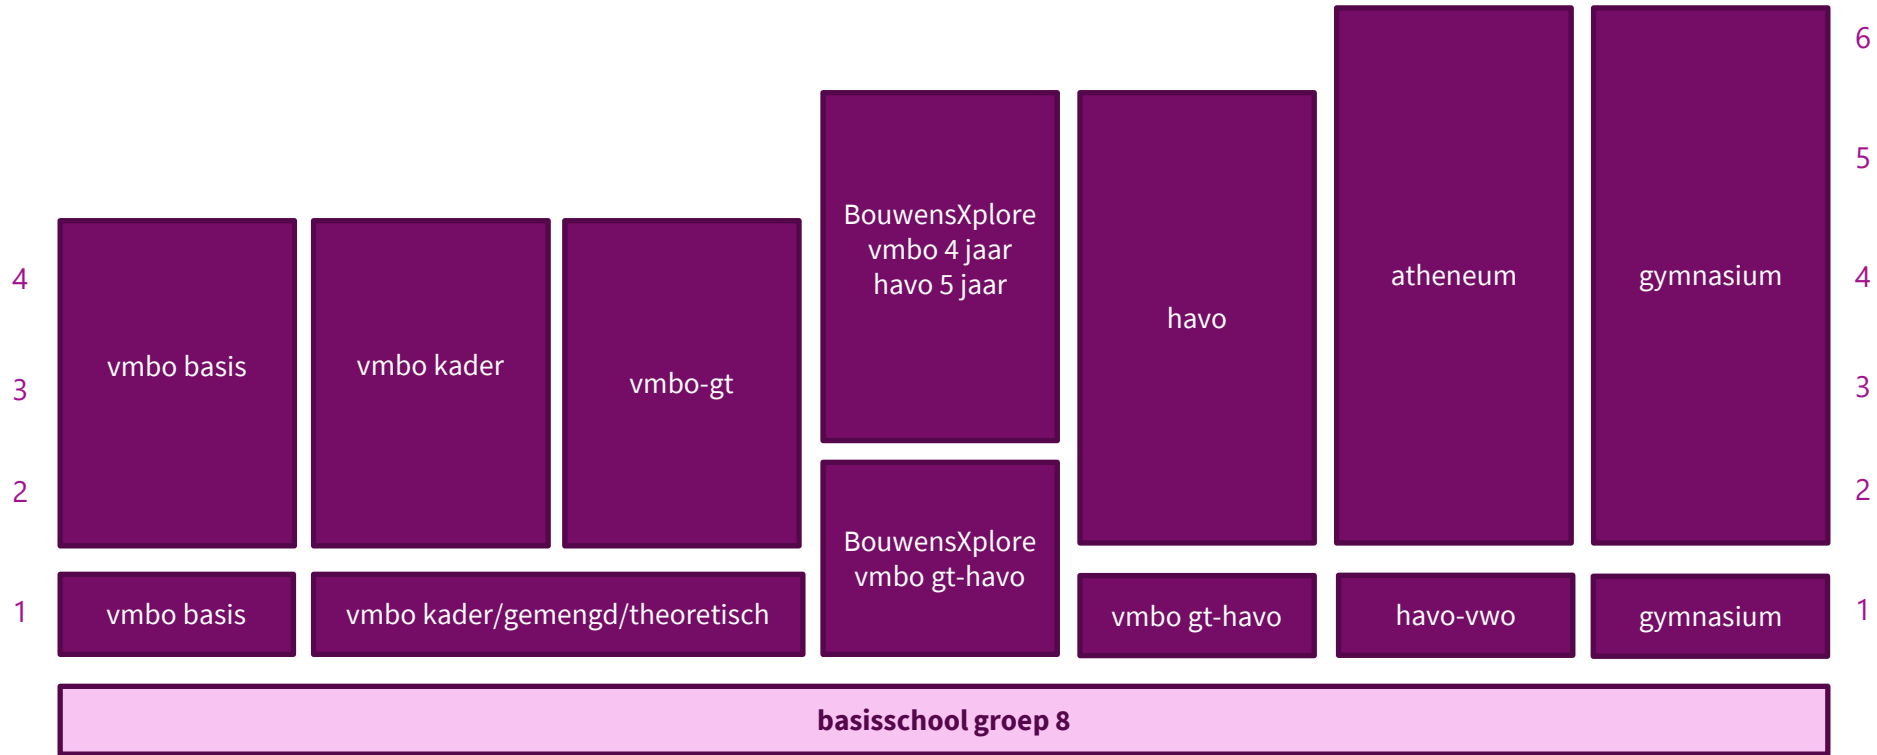 6
5
BouwensXplore
vmbo 4 jaar
havo 5 jaar
4
vmbo basis
vmbo kader
vmbo-gt
havo
atheneum
gymnasium
4
3
3
2
2
BouwensXplore
vmbo gt-havo
1
vmbo basis
vmbo kader/gemengd/theoretisch
vmbo gt-havo
havo-vwo
gymnasium
1
basisschool groep 8